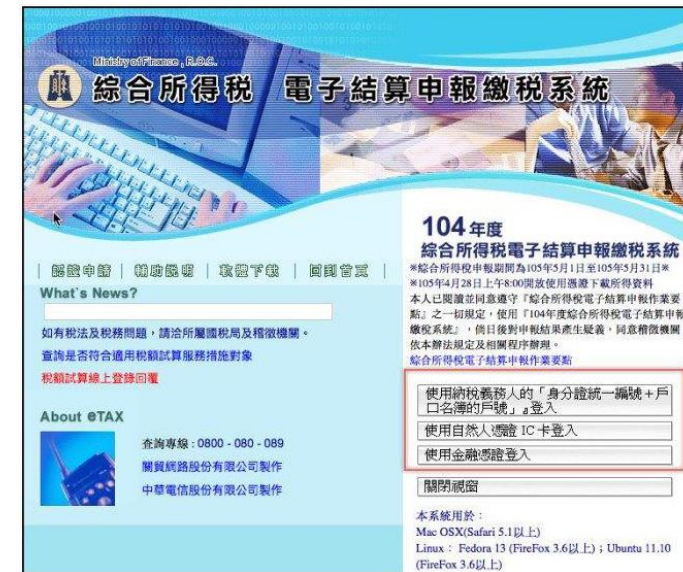 Ministry of Finance, R.O.C.
綜合所得稅 電子結算申報繳稅系統
104年度
綜合所得稅電子結算申報繳稅系統
*綜合所得稅申報期間為105年5月1日至105年5月31日*
*105年4月28日上午8:00開放使用憑證下載所得資料
本人已閱讀並同意遵守『綜合所得稅電子結算申報作業要
點』之一切規定，使用『104年度綜合所得稅電子結算申報
繳稅系統』，倘日後對申報結果產生疑義，同意稽徵機關
依本辦法規定及相關程序辦理。
綜合所得稅電子結算申報作業要點
| 認證申請 | 輔助說明 | 軟體下載 | 回到首頁 |
What's News?
如有稅法及稅務問題，請洽所屬國稅局及稽徵機關。
查詢是否符合適用稅額試算服務措施對象
稅額試算線上登錄回覆
About eTAX
查詢專線：0800 - 080 - 089
關貿網路股份有限公司製作
中華電信股份有限公司製作
使用納稅義務人的「身分證統一編號＋戶
口名簿的戶號」登入
使用自然人憑證 IC 卡登入
使用金融憑證登入
關閉視窗
本系統用於：
Mac OSX(Safari 5.1以上)
Linux： Fedora 13 (FireFox 3.6以上)；Ubuntu 11.10
(FireFox 3.6以上)